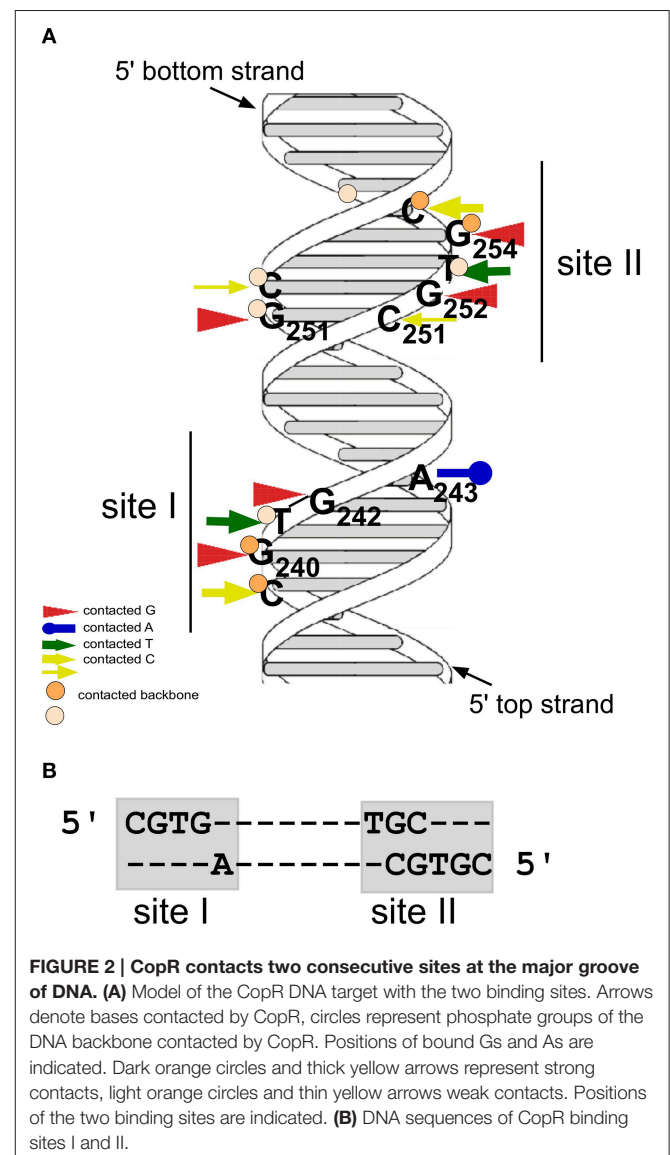 A
5' bottom strand
C
G254
T
G252
C251
site II
C
G251
A243
site I
G242
T
G240
C
contacted G
contacted A
contacted T
contacted C
contacted backbone
5' top strand
B
5' CGTG-------TGC---
----A-------CGTGC 5'
site I site II
FIGURE 2 | CopR contacts two consecutive sites at the major groove
of DNA. (A) Model of the CopR DNA target with the two binding sites. Arrows
denote bases contacted by CopR, circles represent phosphate groups of the
DNA backbone contacted by CopR. Positions of bound Gs and As are
indicated. Dark orange circles and thick yellow arrows represent strong
contacts, light orange circles and thin yellow arrows weak contacts. Positions
of the two binding sites are indicated. (B) DNA sequences of CopR binding
sites I and II.